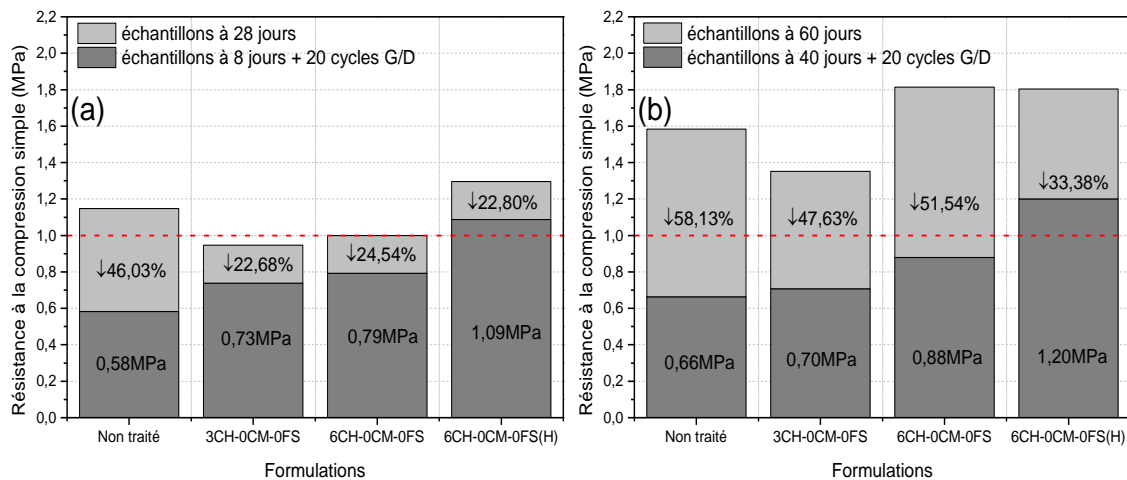 Résistance à la compression simple (MPa)
2,2
2,0
1,8
1,6
1,4
1,2
1,0
0,8
0,6
0,4
0,2
0,0
échantillons à 28 jours
échantillons à 8 jours + 20 cycles G/D
(a)
↓46,03%
↓22,68%
↓24,54%
↓22,80%
0,58MPa
0,73MPa
0,79MPa
1,09MPa
Non traité
3CH-0CM-0FS
6CH-0CM-0FS
6CH-0CM-0FS(H)
Formulations
Résistance à la compression simple (MPa)
2,2
2,0
1,8
1,6
1,4
1,2
1,0
0,8
0,6
0,4
0,2
0,0
échantillons à 60 jours
échantillons à 40 jours + 20 cycles G/D
(b)
↓58,13%
↓47,63%
↓51,54%
↓33,38%
0,66MPa
0,70MPa
0,88MPa
1,20MPa
Non traité
3CH-0CM-0FS
6CH-0CM-0FS
6CH-0CM-0FS(H)
Formulations